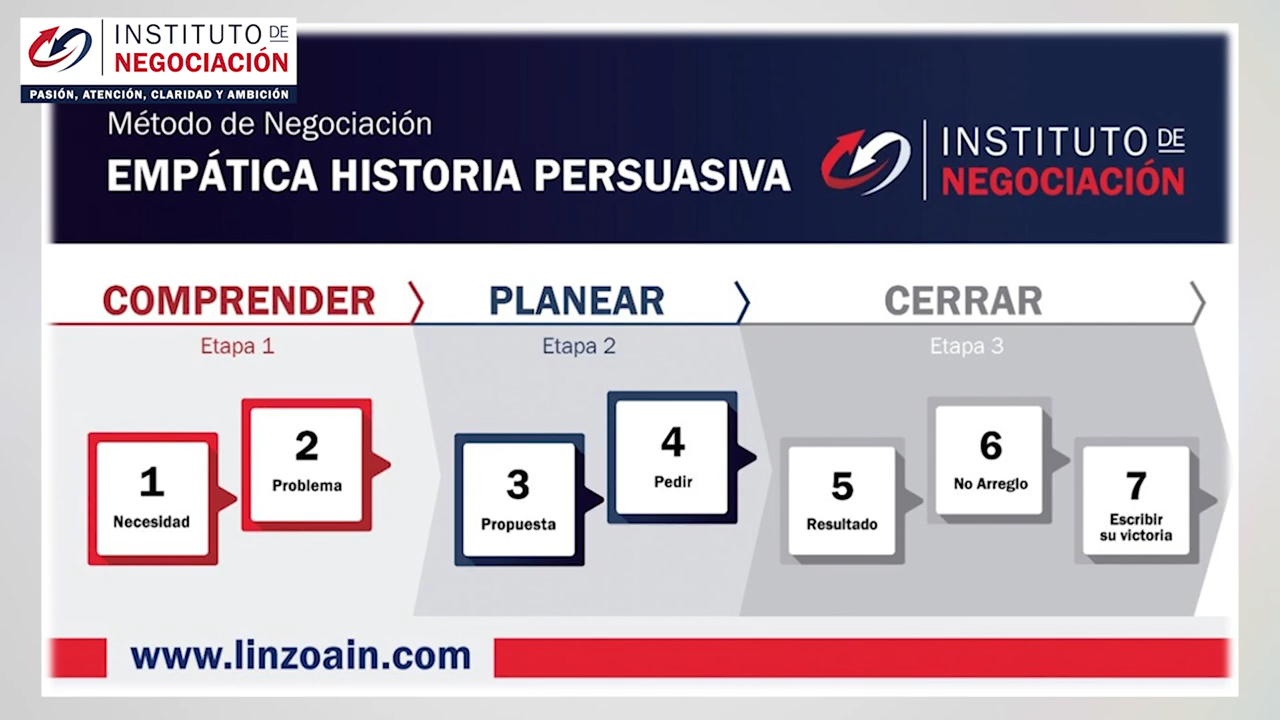 INSTITUTO DE
NEGOCIACIÓN
PASIÓN, ATENCIÓN, CLARIDAD Y AMBICIÓN
Método de Negociación
EMPÁTICA HISTORIA PERSUASIVA
INSTITUTO DE
NEGOCIACIÓN
COMPRENDER
Etapa 1
PLANEAR
Etapa 2
CERRAR
Etapa 3
1
Necesidad
2
Problema
3
Propuesta
4
Pedir
5
Resultado
6
No Arreglo
7
Escribir
su victoria
www.linzoain.com